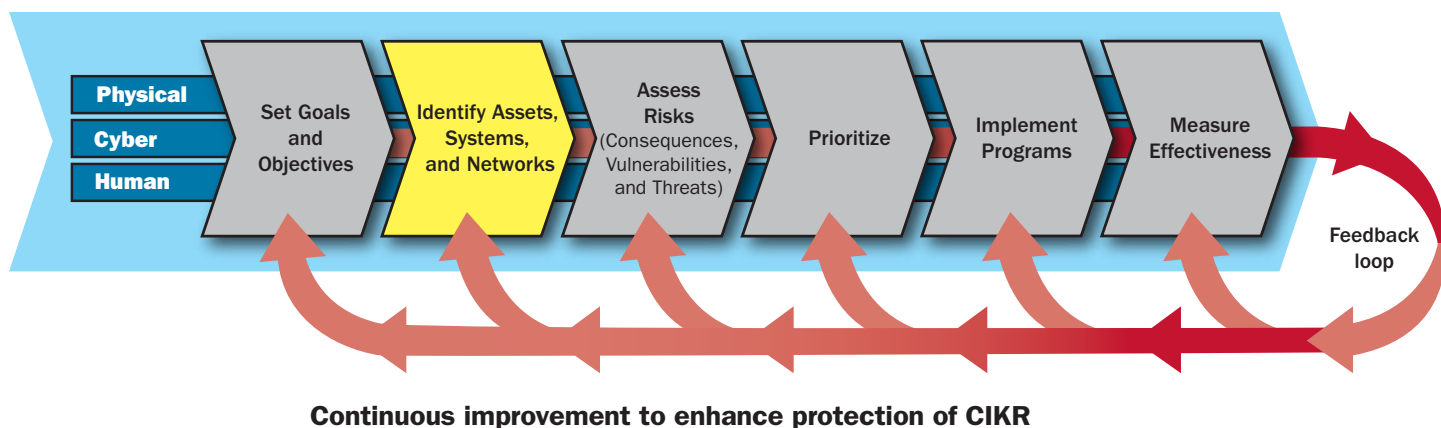 Physical
Cyber
Human
Set Goals
and
Objectives
Identify Assets,
Systems,
and Networks
Assess
Risks
(Consequences,
Vulnerabilities,
and Threats)
Prioritize
Implement
Programs
Measure
Effectiveness
Feedback
loop
Continuous improvement to enhance protection of CIKR